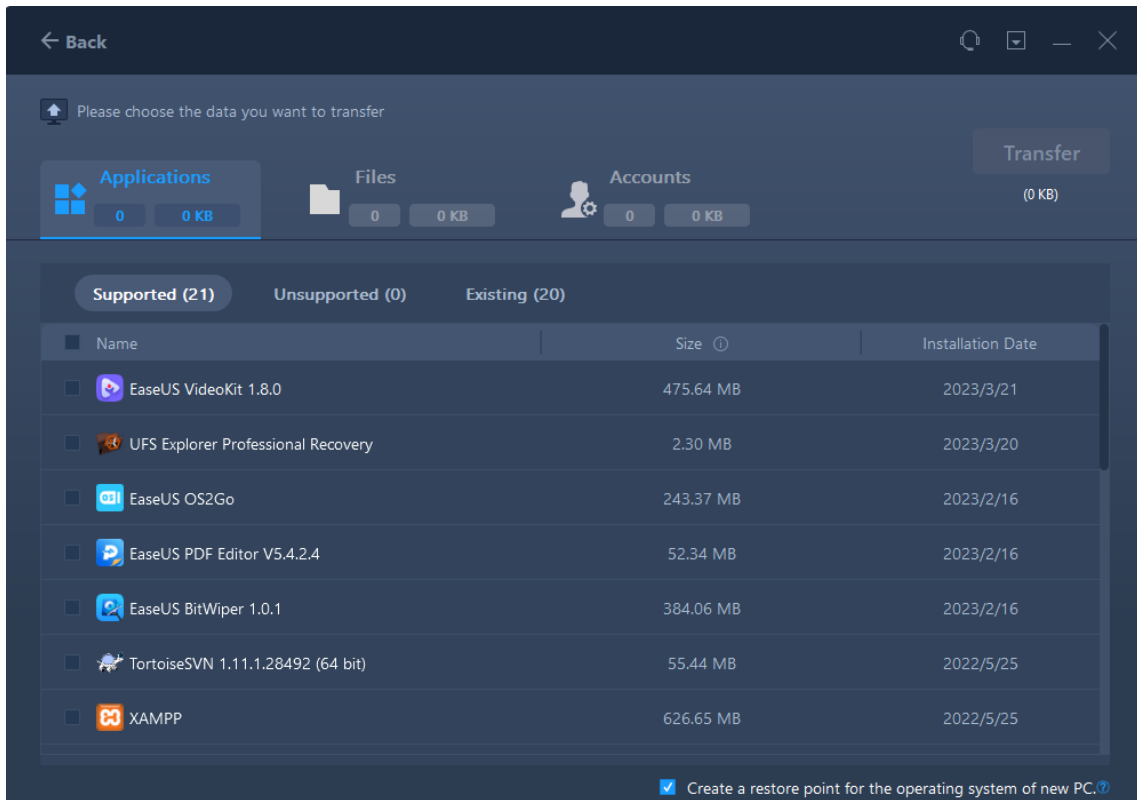 Back
Please choose the data you want to transfer
Transfer
(0 KB)
Applications
0 0 KB
Files
0 0 KB
Accounts
0 0 KB
Supported (21) Unsupported (0) Existing (20)
Name Size Installation Date
EaseUS VideoKit 1.8.0 475.64 MB 2023/3/21
UFS Explorer Professional Recovery 2.30 MB 2023/3/20
EaseUS OS2Go 243.37 MB 2023/2/16
EaseUS PDF Editor V5.4.2.4 52.34 MB 2023/2/16
EaseUS BitWiper 1.0.1 384.06 MB 2023/2/16
TortoiseSVN 1.11.1.28492 (64 bit) 55.44 MB 2022/5/25
XAMPP 626.65 MB 2022/5/25
Create a restore point for the operating system of new PC.